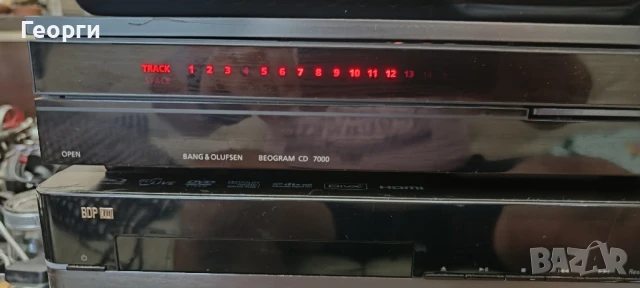 Георги
TRACK 1 2 3 4 5 6 7 8 9 10 11 12 13
OPEN BANG & OLUFSEN BEOGRAM CD 7000
HDMI
BDP
BAZAR